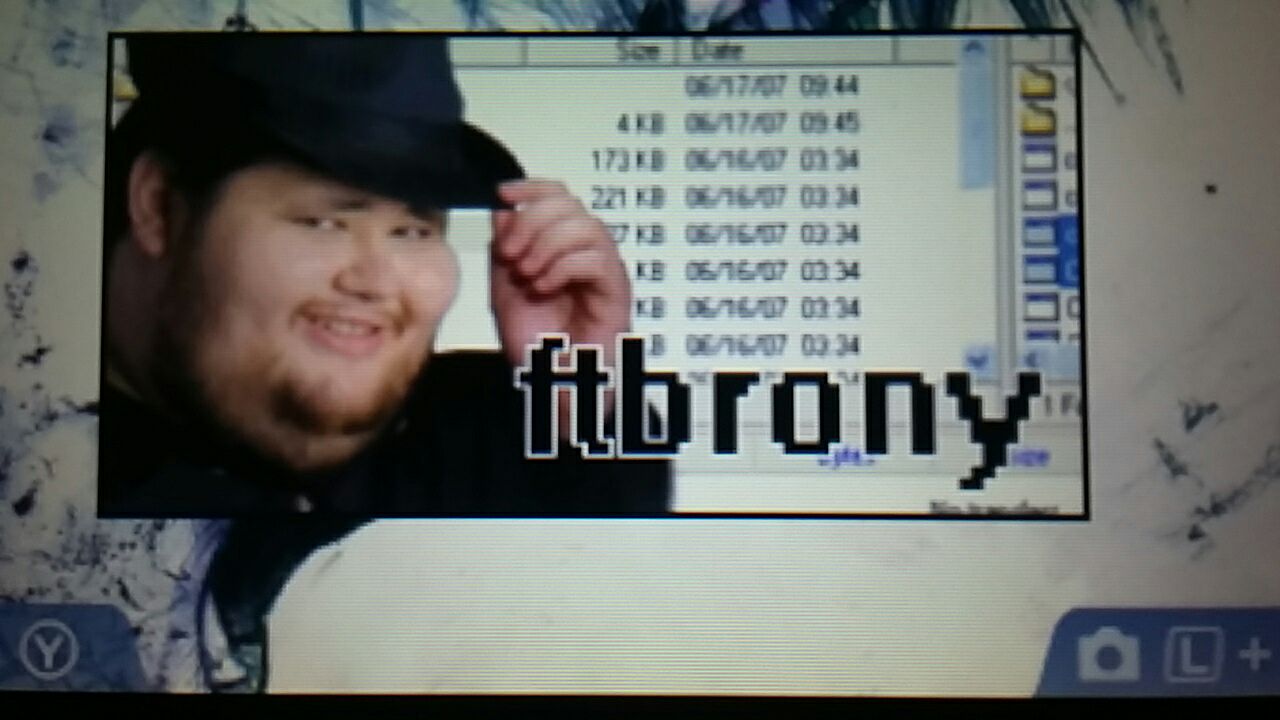 Size Date
06/17/07 09:44
4 KB 06/17/07 09:45
173 KB 06/16/07 03:34
221 KB 06/16/07 03:34
7 KB 06/16/07 03:34
KB 06/16/07 03:34
KB 06/16/07 03:34
B 06/16/07 03:34
ftbrony
Y
L +